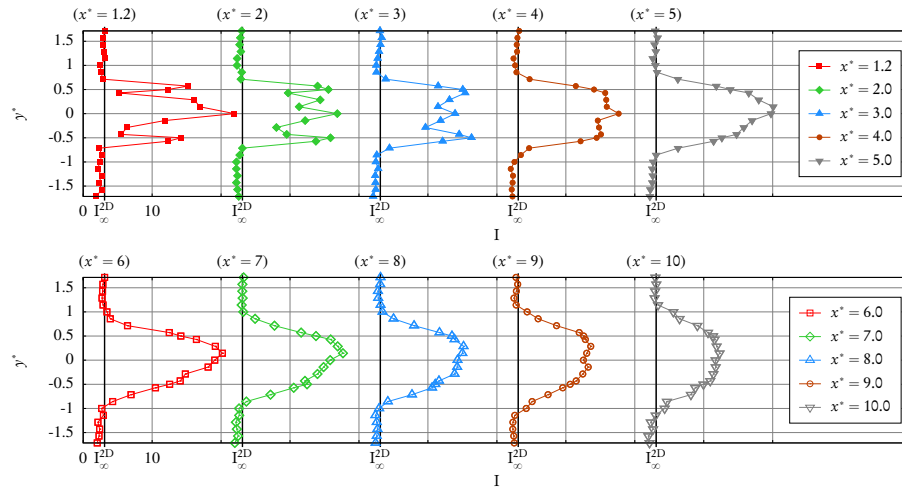 (x* = 1.2) (x* = 2) (x* = 3) (x* = 4) (x* = 5)
1.5
1
0.5
0
-0.5
-1
-1.5
y*
0 I∞²ᴰ 10 I∞²ᴰ I∞²ᴰ I∞²ᴰ I∞²ᴰ
I
x* = 1.2
x* = 2.0
x* = 3.0
x* = 4.0
x* = 5.0
(x* = 6) (x* = 7) (x* = 8) (x* = 9) (x* = 10)
1.5
1
0.5
0
-0.5
-1
-1.5
y*
0 I∞²ᴰ 10 I∞²ᴰ I∞²ᴰ I∞²ᴰ I∞²ᴰ
I
x* = 6.0
x* = 7.0
x* = 8.0
x* = 9.0
x* = 10.0